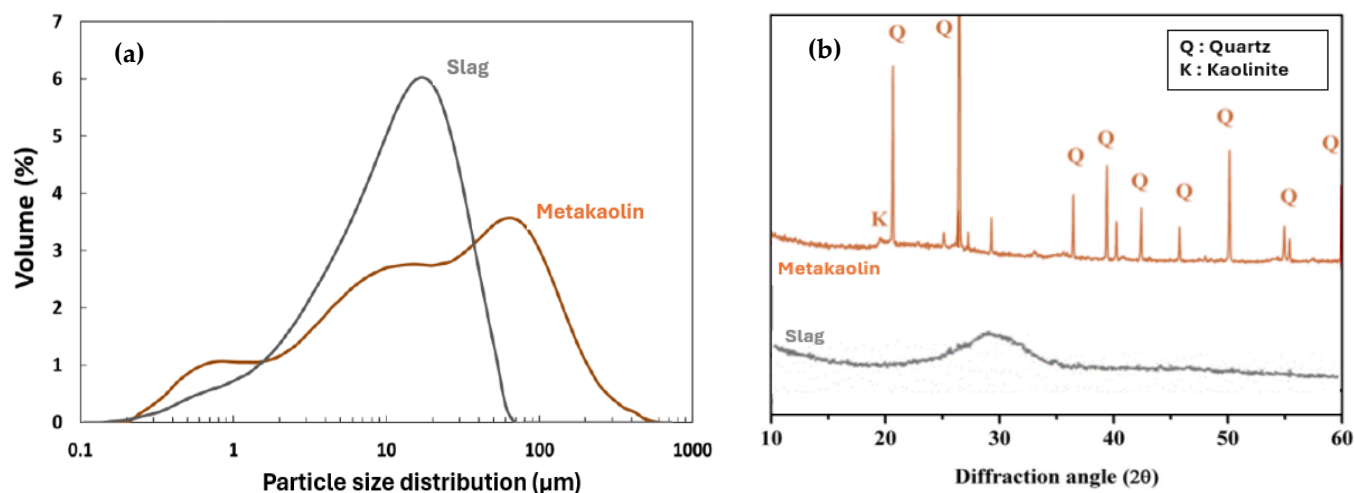 (a)
7
6
5
4
3
2
1
0
Volume (%)
Slag
Metakaolin
0.1 1 10 100 1000
Particle size distribution (µm)
(b)
Q : Quartz
K : Kaolinite
Q Q Q Q Q Q Q Q Q
K
Metakaolin
Slag
10 20 30 40 50 60
Diffraction angle (2θ)